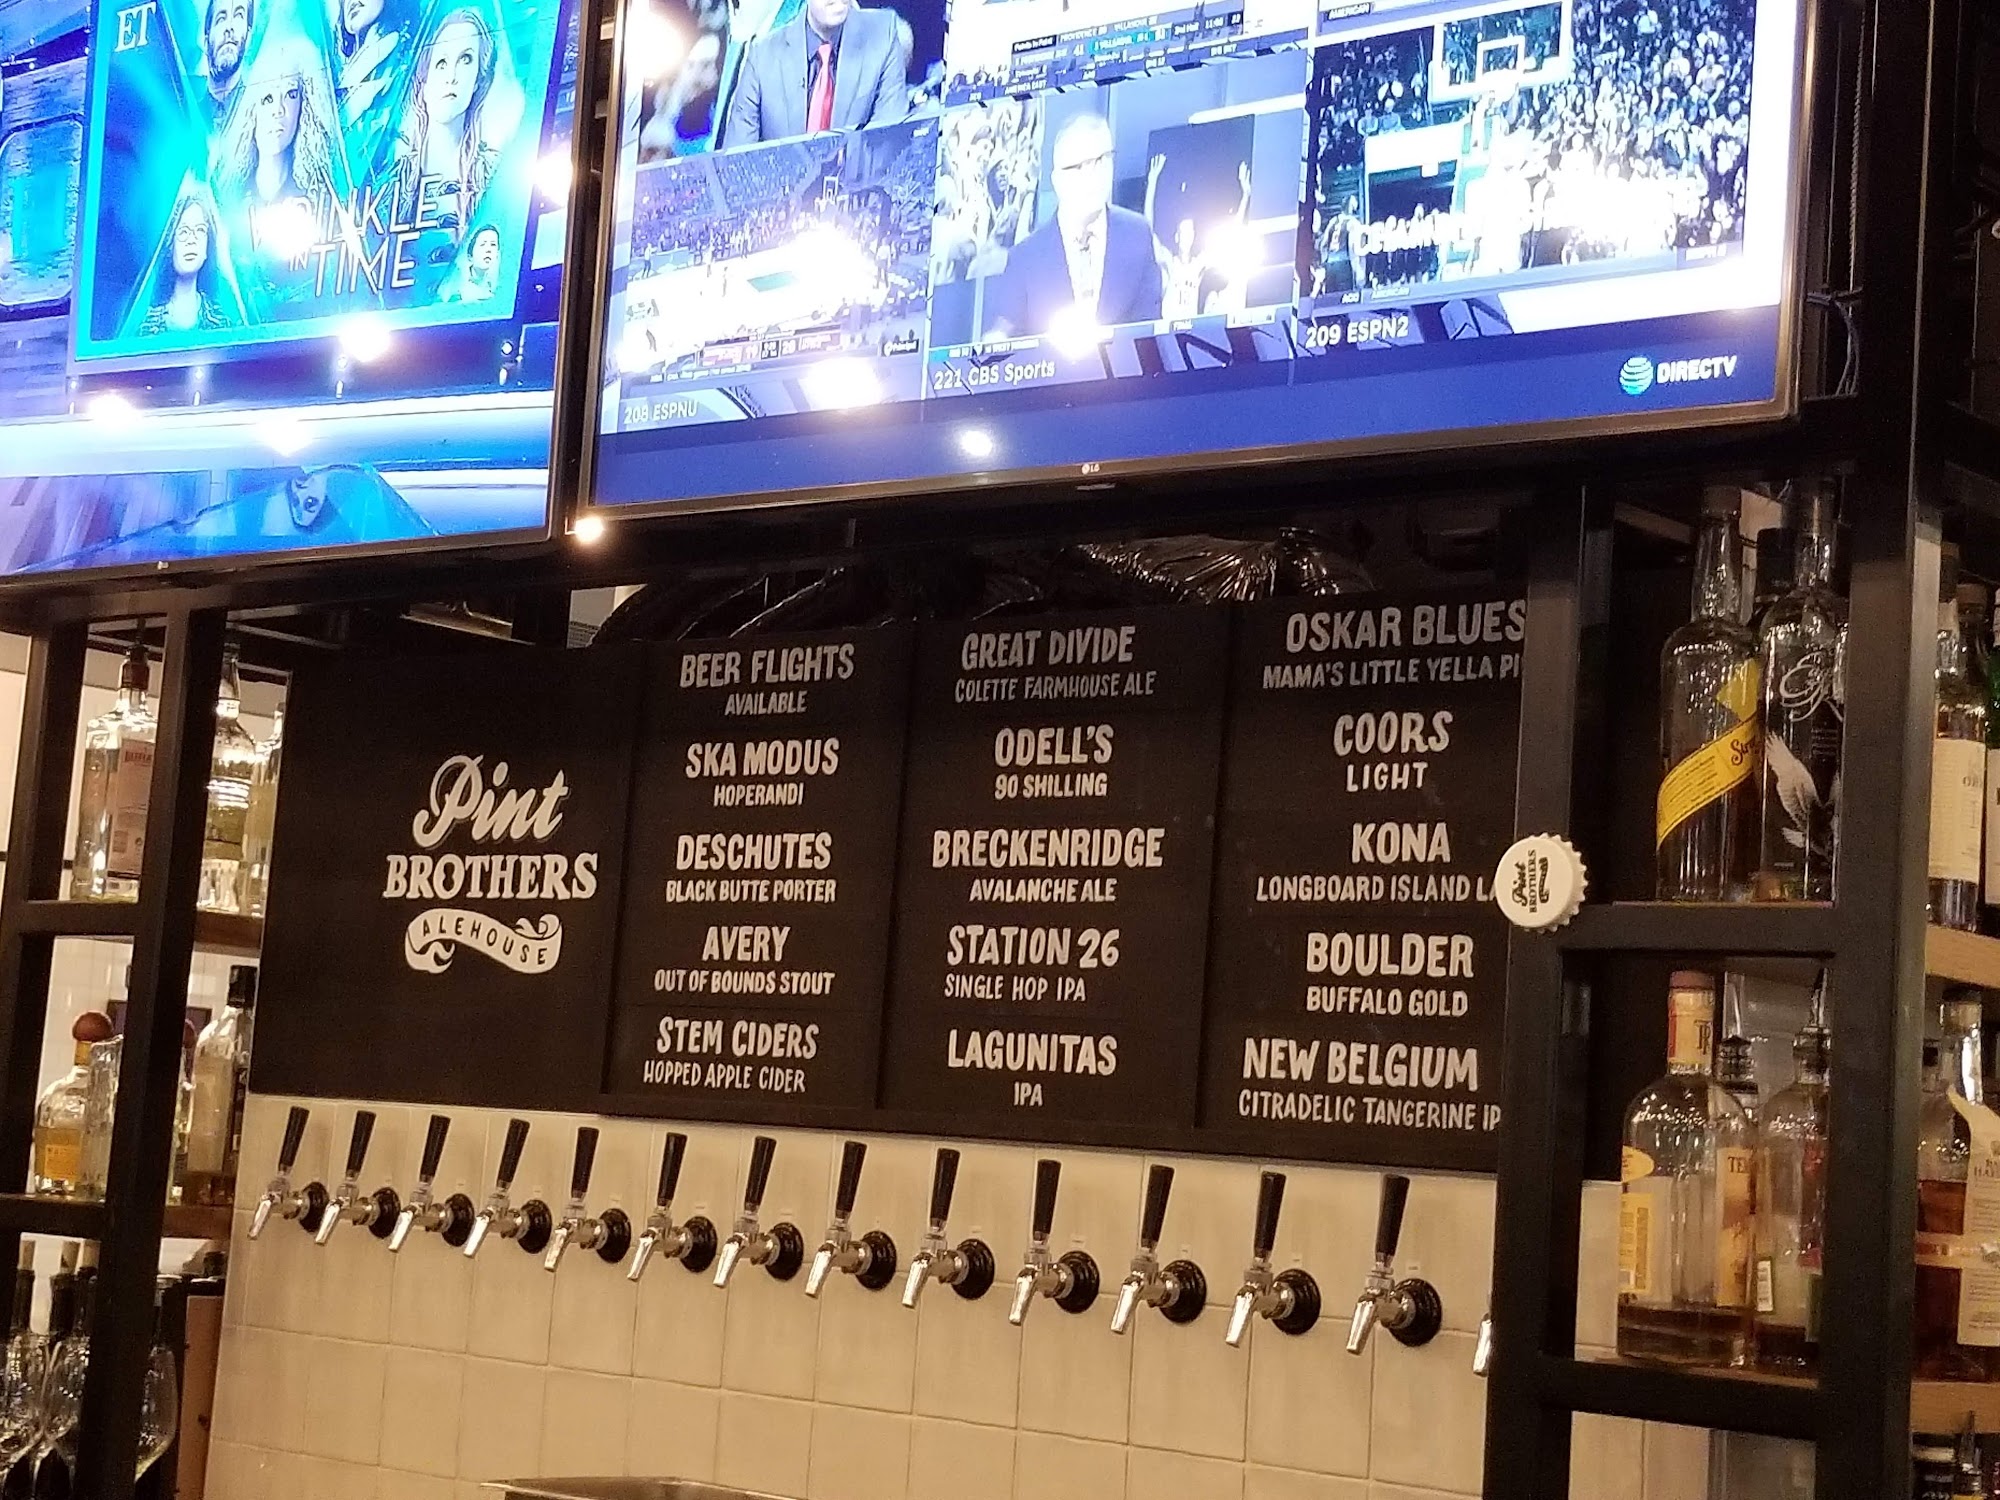 ET
WRINKLE
IN
TIME
208 ESPNU
221 CBS Sports
209 ESPN2
DIRECTV
LG
Pint
BROTHERS
ALEHOUSE
BEER FLIGHTS
AVAILABLE
SKA MODUS
HOPERANDI
DESCHUTES
BLACK BUTTE PORTER
AVERY
OUT OF BOUNDS STOUT
STEM CIDERS
HOPPED APPLE CIDER
GREAT DIVIDE
COLETTE FARMHOUSE ALE
ODELL'S
90 SHILLING
BRECKENRIDGE
AVALANCHE ALE
STATION 26
SINGLE HOP IPA
LAGUNITAS
IPA
OSKAR BLUES
MAMA'S LITTLE YELLA PI
COORS
LIGHT
KONA
LONGBOARD ISLAND LA
BOULDER
BUFFALO GOLD
NEW BELGIUM
CITRADELIC TANGERINE IP
Pint
BROTHERS